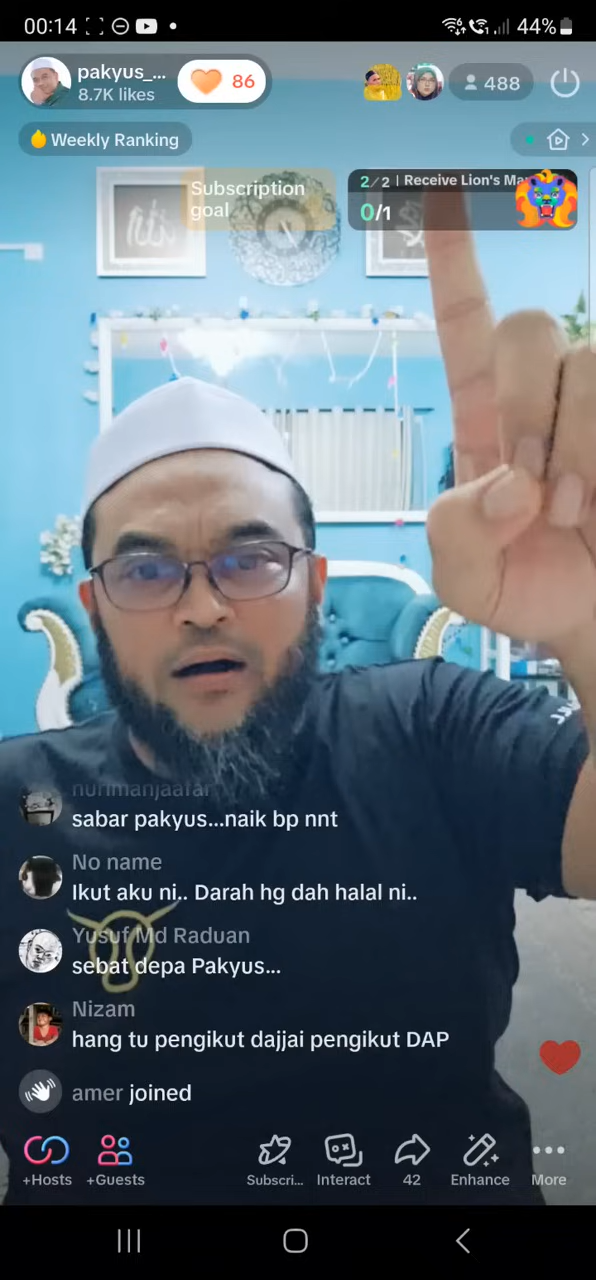 00:14
44%
pakyus_...
8.7K likes
86
488
Weekly Ranking
Subscription
goal
2/2 | Receive Lion's Ma
0/1
nurimanjaafar
sabar pakyus...naik bp nnt
No name
Ikut aku ni.. Darah hg dah halal ni..
Yusuf Md Raduan
sebat depa Pakyus...
Nizam
hang tu pengikut dajjai pengikut DAP
amer joined
+Hosts
+Guests
Subscri...
Interact
42
Enhance
More